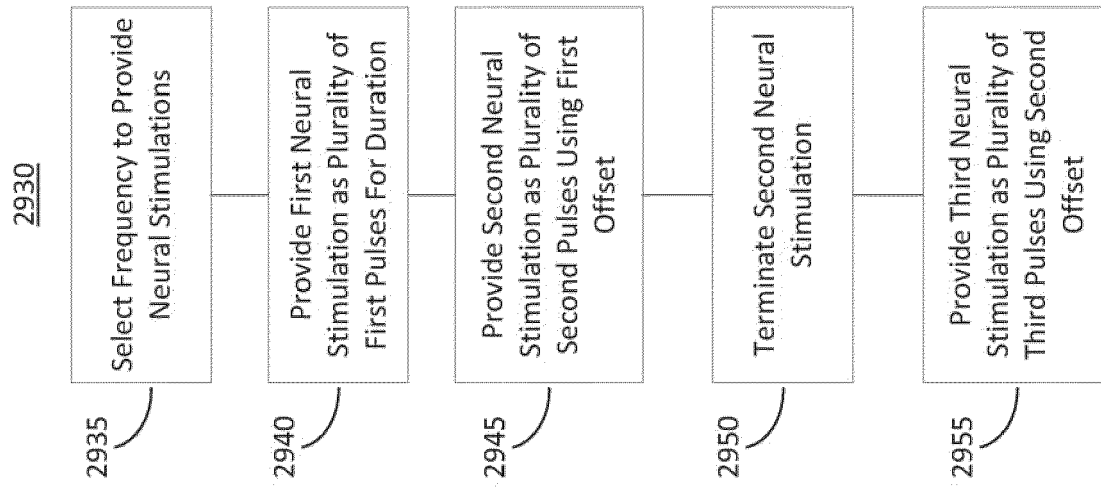 2930
2935
Select Frequency to Provide
Neural Stimulations
2940
Provide First Neural
Stimulation as Plurality of
First Pulses For Duration
2945
Provide Second Neural
Stimulation as Plurality of
Second Pulses Using First
Offset
2950
Terminate Second Neural
Stimulation
2955
Provide Third Neural
Stimulation as Plurality of
Third Pulses Using Second
Offset